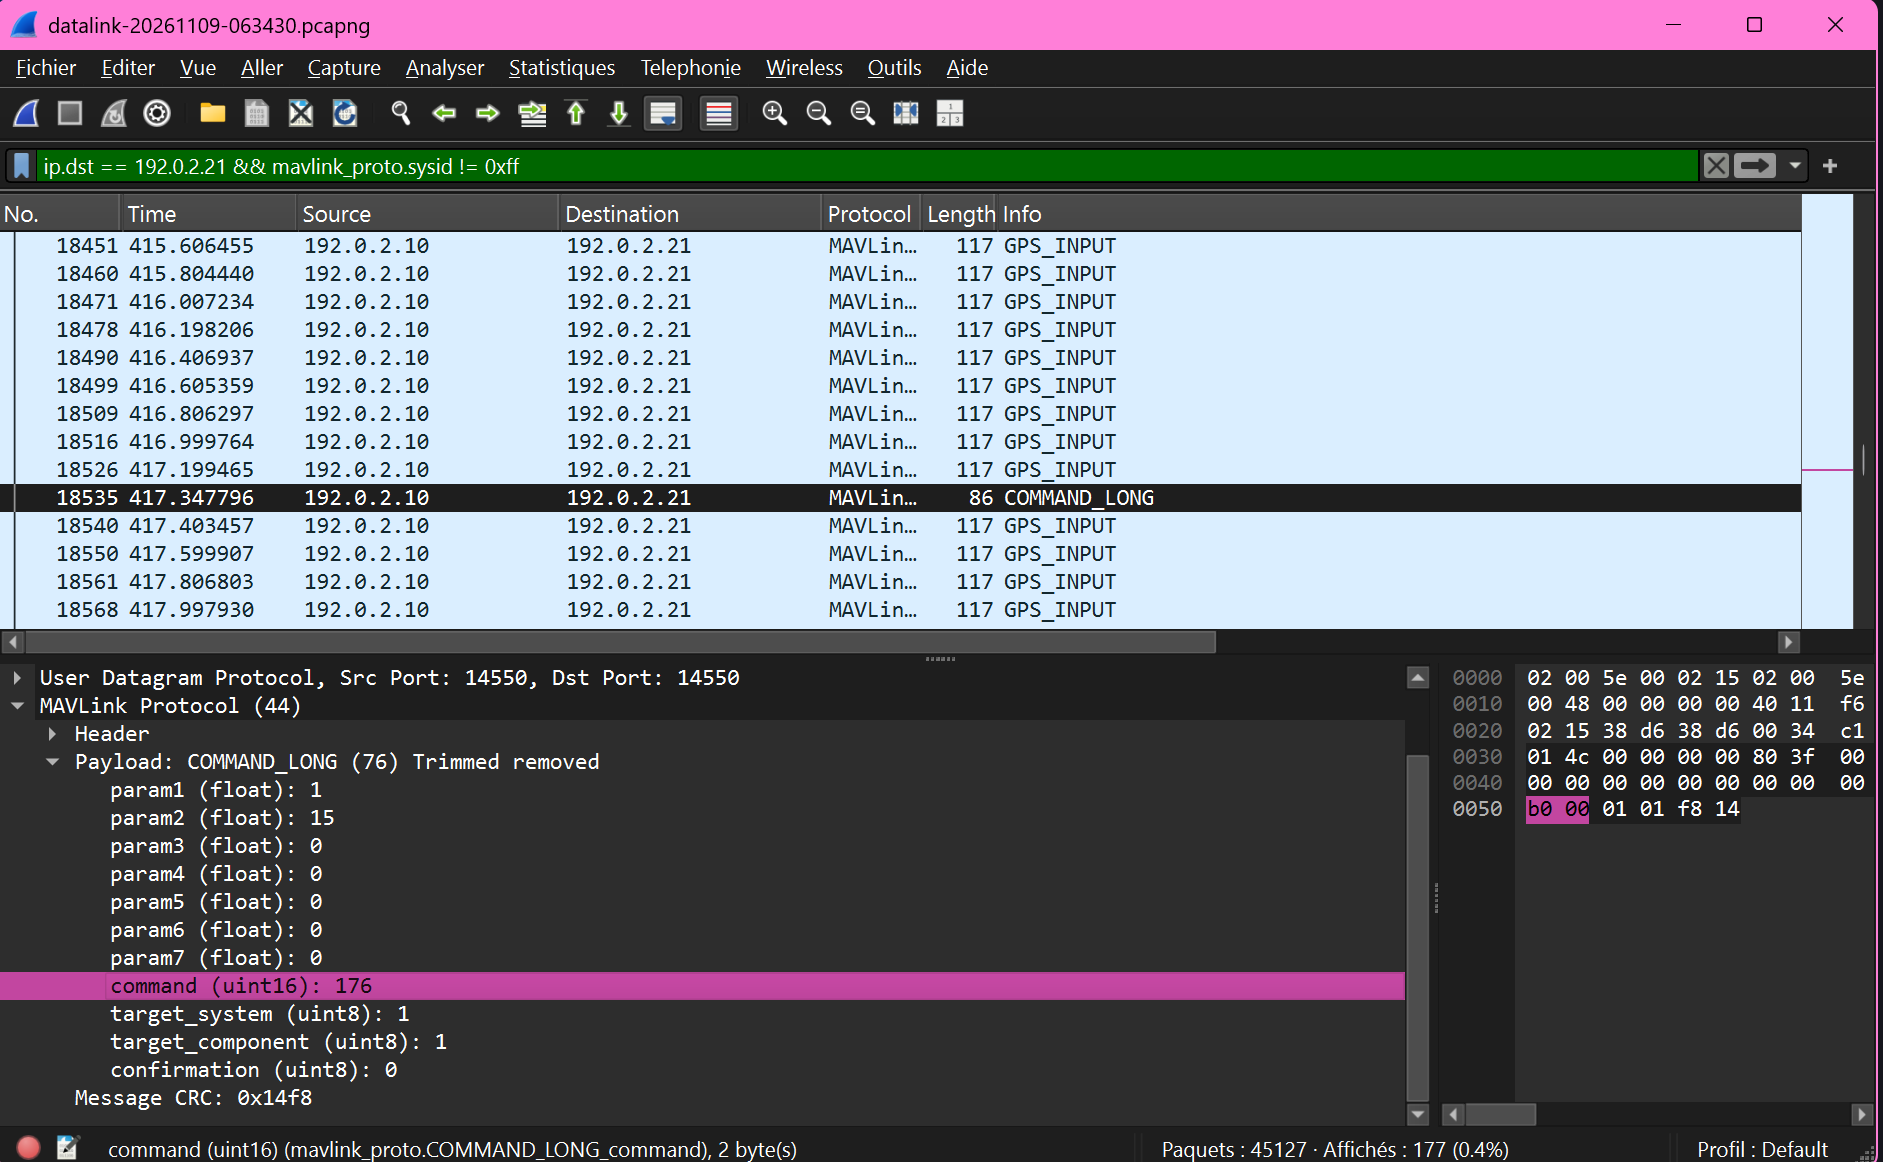 datalink-20261109-063430.pcapng
Fichier Editer Vue Aller Capture Analyser Statistiques Telephonie Wireless Outils Aide
ip.dst == 192.0.2.21 && mavlink_proto.sysid != 0xff
No. Time Source Destination Protocol Length Info
18451 415.606455 192.0.2.10 192.0.2.21 MAVLin… 117 GPS_INPUT
18460 415.804440 192.0.2.10 192.0.2.21 MAVLin… 117 GPS_INPUT
18471 416.007234 192.0.2.10 192.0.2.21 MAVLin… 117 GPS_INPUT
18478 416.198206 192.0.2.10 192.0.2.21 MAVLin… 117 GPS_INPUT
18490 416.406937 192.0.2.10 192.0.2.21 MAVLin… 117 GPS_INPUT
18499 416.605359 192.0.2.10 192.0.2.21 MAVLin… 117 GPS_INPUT
18509 416.806297 192.0.2.10 192.0.2.21 MAVLin… 117 GPS_INPUT
18516 416.999764 192.0.2.10 192.0.2.21 MAVLin… 117 GPS_INPUT
18526 417.199465 192.0.2.10 192.0.2.21 MAVLin… 117 GPS_INPUT
18535 417.347796 192.0.2.10 192.0.2.21 MAVLin… 86 COMMAND_LONG
18540 417.403457 192.0.2.10 192.0.2.21 MAVLin… 117 GPS_INPUT
18550 417.599907 192.0.2.10 192.0.2.21 MAVLin… 117 GPS_INPUT
18561 417.806803 192.0.2.10 192.0.2.21 MAVLin… 117 GPS_INPUT
18568 417.997930 192.0.2.10 192.0.2.21 MAVLin… 117 GPS_INPUT
User Datagram Protocol, Src Port: 14550, Dst Port: 14550
MAVLink Protocol (44)
Header
Payload: COMMAND_LONG (76) Trimmed removed
param1 (float): 1
param2 (float): 15
param3 (float): 0
param4 (float): 0
param5 (float): 0
param6 (float): 0
param7 (float): 0
command (uint16): 176
target_system (uint8): 1
target_component (uint8): 1
confirmation (uint8): 0
Message CRC: 0x14f8
0000 02 00 5e 00 02 15 02 00 5e
0010 00 48 00 00 00 00 40 11 f6
0020 02 15 38 d6 38 d6 00 34 c1
0030 01 4c 00 00 00 00 80 3f 00
0040 00 00 00 00 00 00 00 00 00
0050 b0 00 01 01 f8 14
command (uint16) (mavlink_proto.COMMAND_LONG_command), 2 byte(s)
Paquets : 45127 · Affichés : 177 (0.4%)
Profil : Default